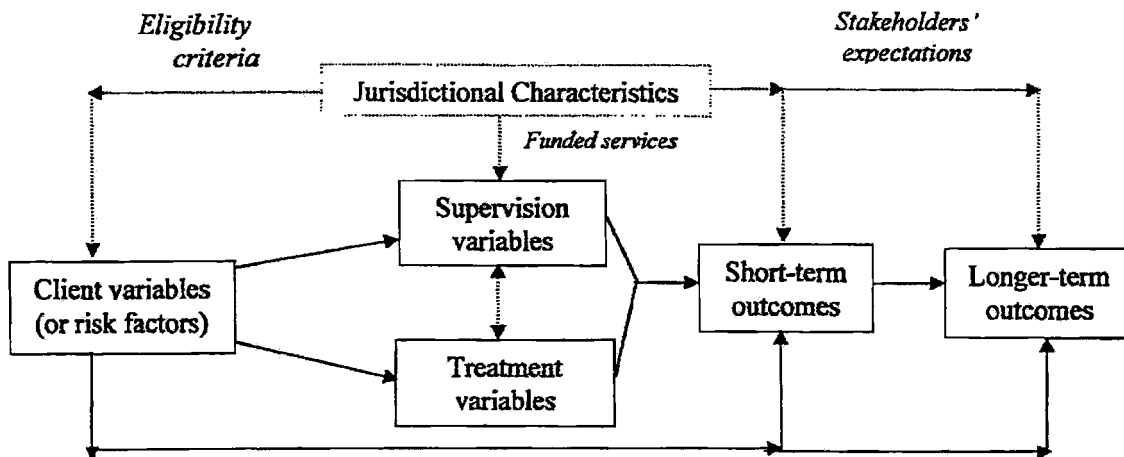 Eligibility
criteria
Stakeholders'
expectations
Jurisdictional Characteristics
Funded services
Supervision
variables
Client variables
(or risk factors)
Short-term
outcomes
Longer-term
outcomes
Treatment
variables